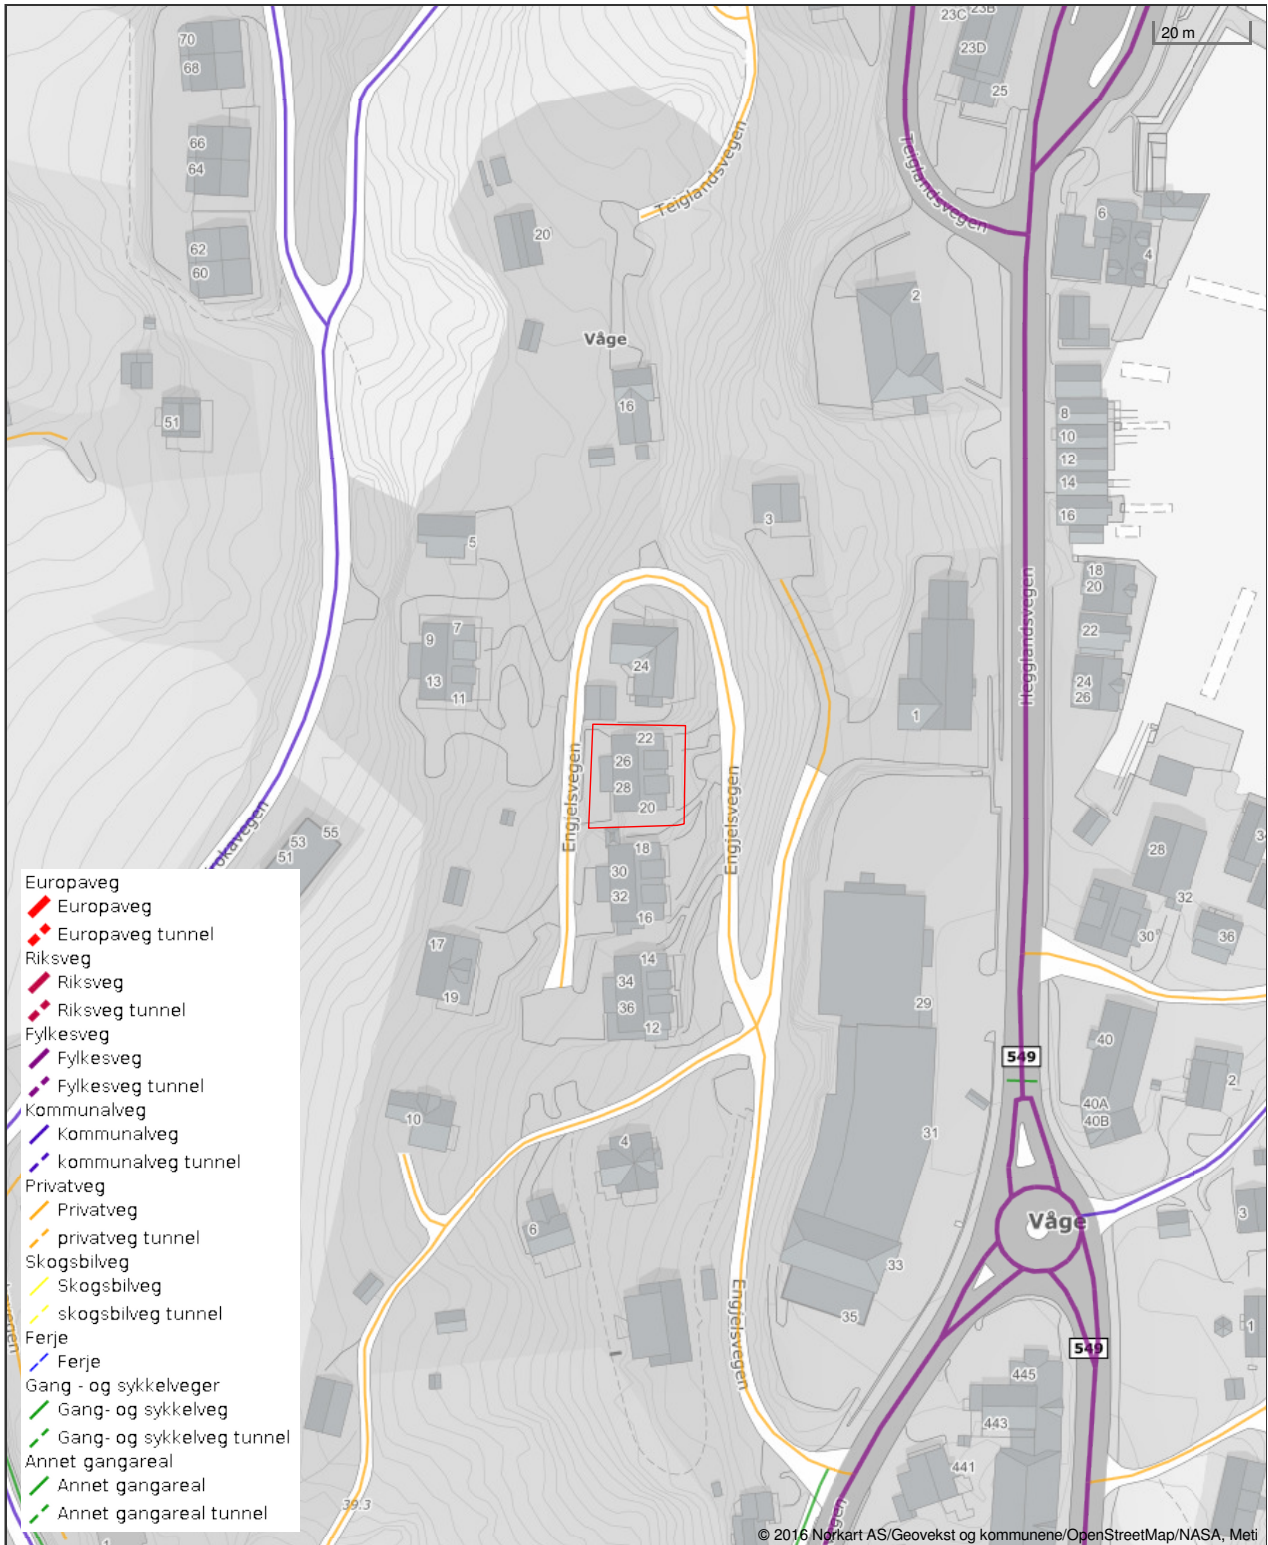 70
68
66
64
62
60
51
23C
23B
23D
25
20 m
Teiglandsvegen
Teiglandsvegen
20
6
4
2
Våge
16
8
10
12
14
16
3
5
18
20
22
24
26
Hegglandsvegen
9
7
13
11
24
1
22
26
28
20
Engjelsvegen
Engjelsvegen
18
30
32
16
14
34
36
12
17
19
53
55
51
28
32
30
36
29
40
549
2
40A
40B
31
10
4
6
Våge
3
33
35
Engjelsvegen
549
1
445
443
441
39.3
Europaveg
Europaveg
Europaveg tunnel
Riksveg
Riksveg
Riksveg tunnel
Fylkesveg
Fylkesveg
Fylkesveg tunnel
Kommunalveg
Kommunalveg
kommunalveg tunnel
Privatveg
Privatveg
privatveg tunnel
Skogsbilveg
Skogsbilveg
skogsbilveg tunnel
Ferje
Ferje
Gang - og sykkelveger
Gang- og sykkelveg
Gang- og sykkelveg tunnel
Annet gangareal
Annet gangareal
Annet gangareal tunnel
© 2016 Norkart AS/Geovekst og kommunene/OpenStreetMap/NASA, Meti